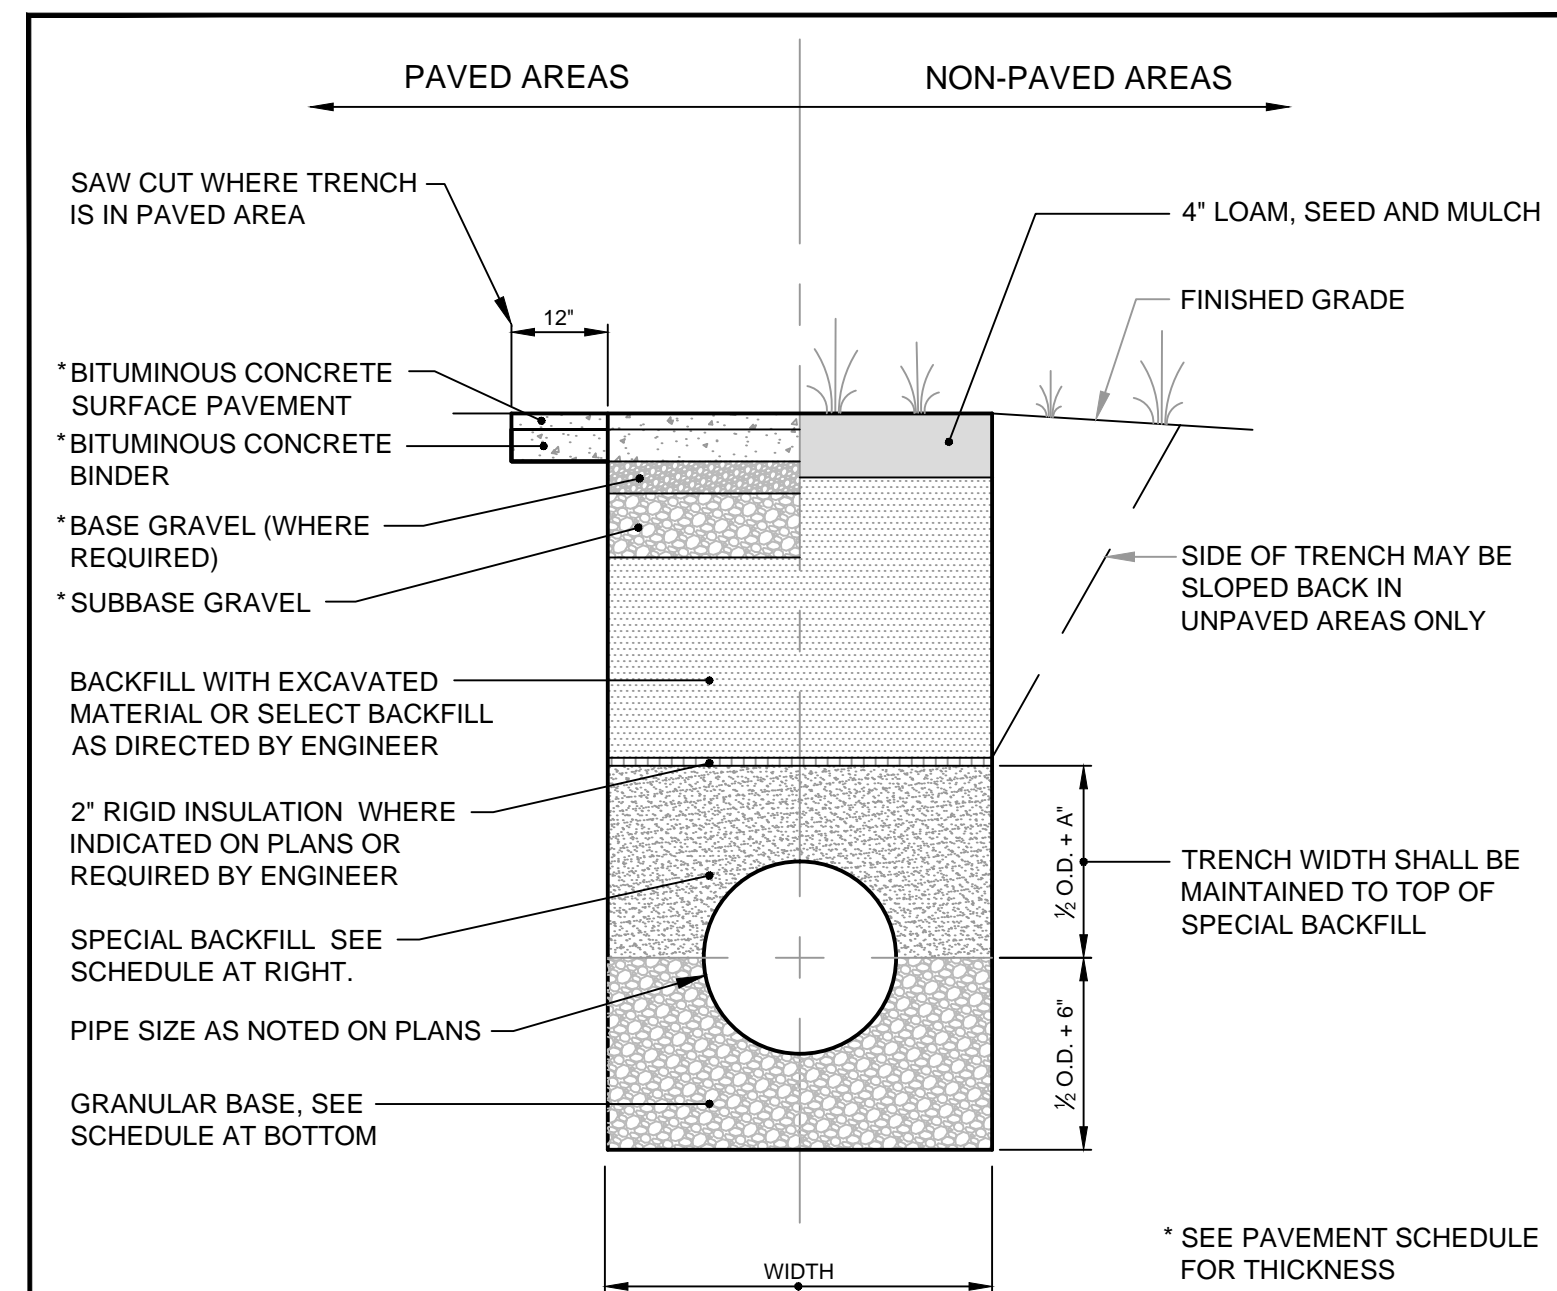 PAVED AREAS
NON-PAVED AREAS
SAW CUT WHERE TRENCH
IS IN PAVED AREA
12"
*BITUMINOUS CONCRETE
SURFACE PAVEMENT
*BITUMINOUS CONCRETE
BINDER
*BASE GRAVEL (WHERE
REQUIRED)
*SUBBASE GRAVEL
BACKFILL WITH EXCAVATED
MATERIAL OR SELECT BACKFILL
AS DIRECTED BY ENGINEER
2" RIGID INSULATION WHERE
INDICATED ON PLANS OR
REQUIRED BY ENGINEER
SPECIAL BACKFILL SEE
SCHEDULE AT RIGHT.
PIPE SIZE AS NOTED ON PLANS
GRANULAR BASE, SEE
SCHEDULE AT BOTTOM
4" LOAM, SEED AND MULCH
FINISHED GRADE
SIDE OF TRENCH MAY BE
SLOPED BACK IN
UNPAVED AREAS ONLY
½ O.D. + A"
TRENCH WIDTH SHALL BE
MAINTAINED TO TOP OF
SPECIAL BACKFILL
½ O.D. + 6"
WIDTH
* SEE PAVEMENT SCHEDULE
FOR THICKNESS